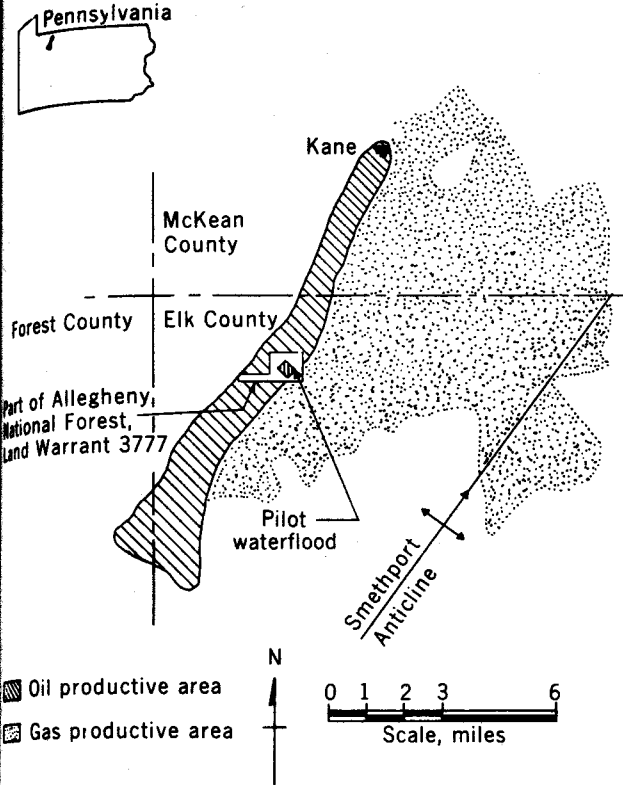 Pennsylvania
Kane
McKean
County
Forest County
Elk County
Part of Allegheny,
National Forest,
Land Warrant 3777
Pilot
waterflood
Smethport
Anticline
N
Oil productive area
Gas productive area
0 1 2 3 6
Scale, miles